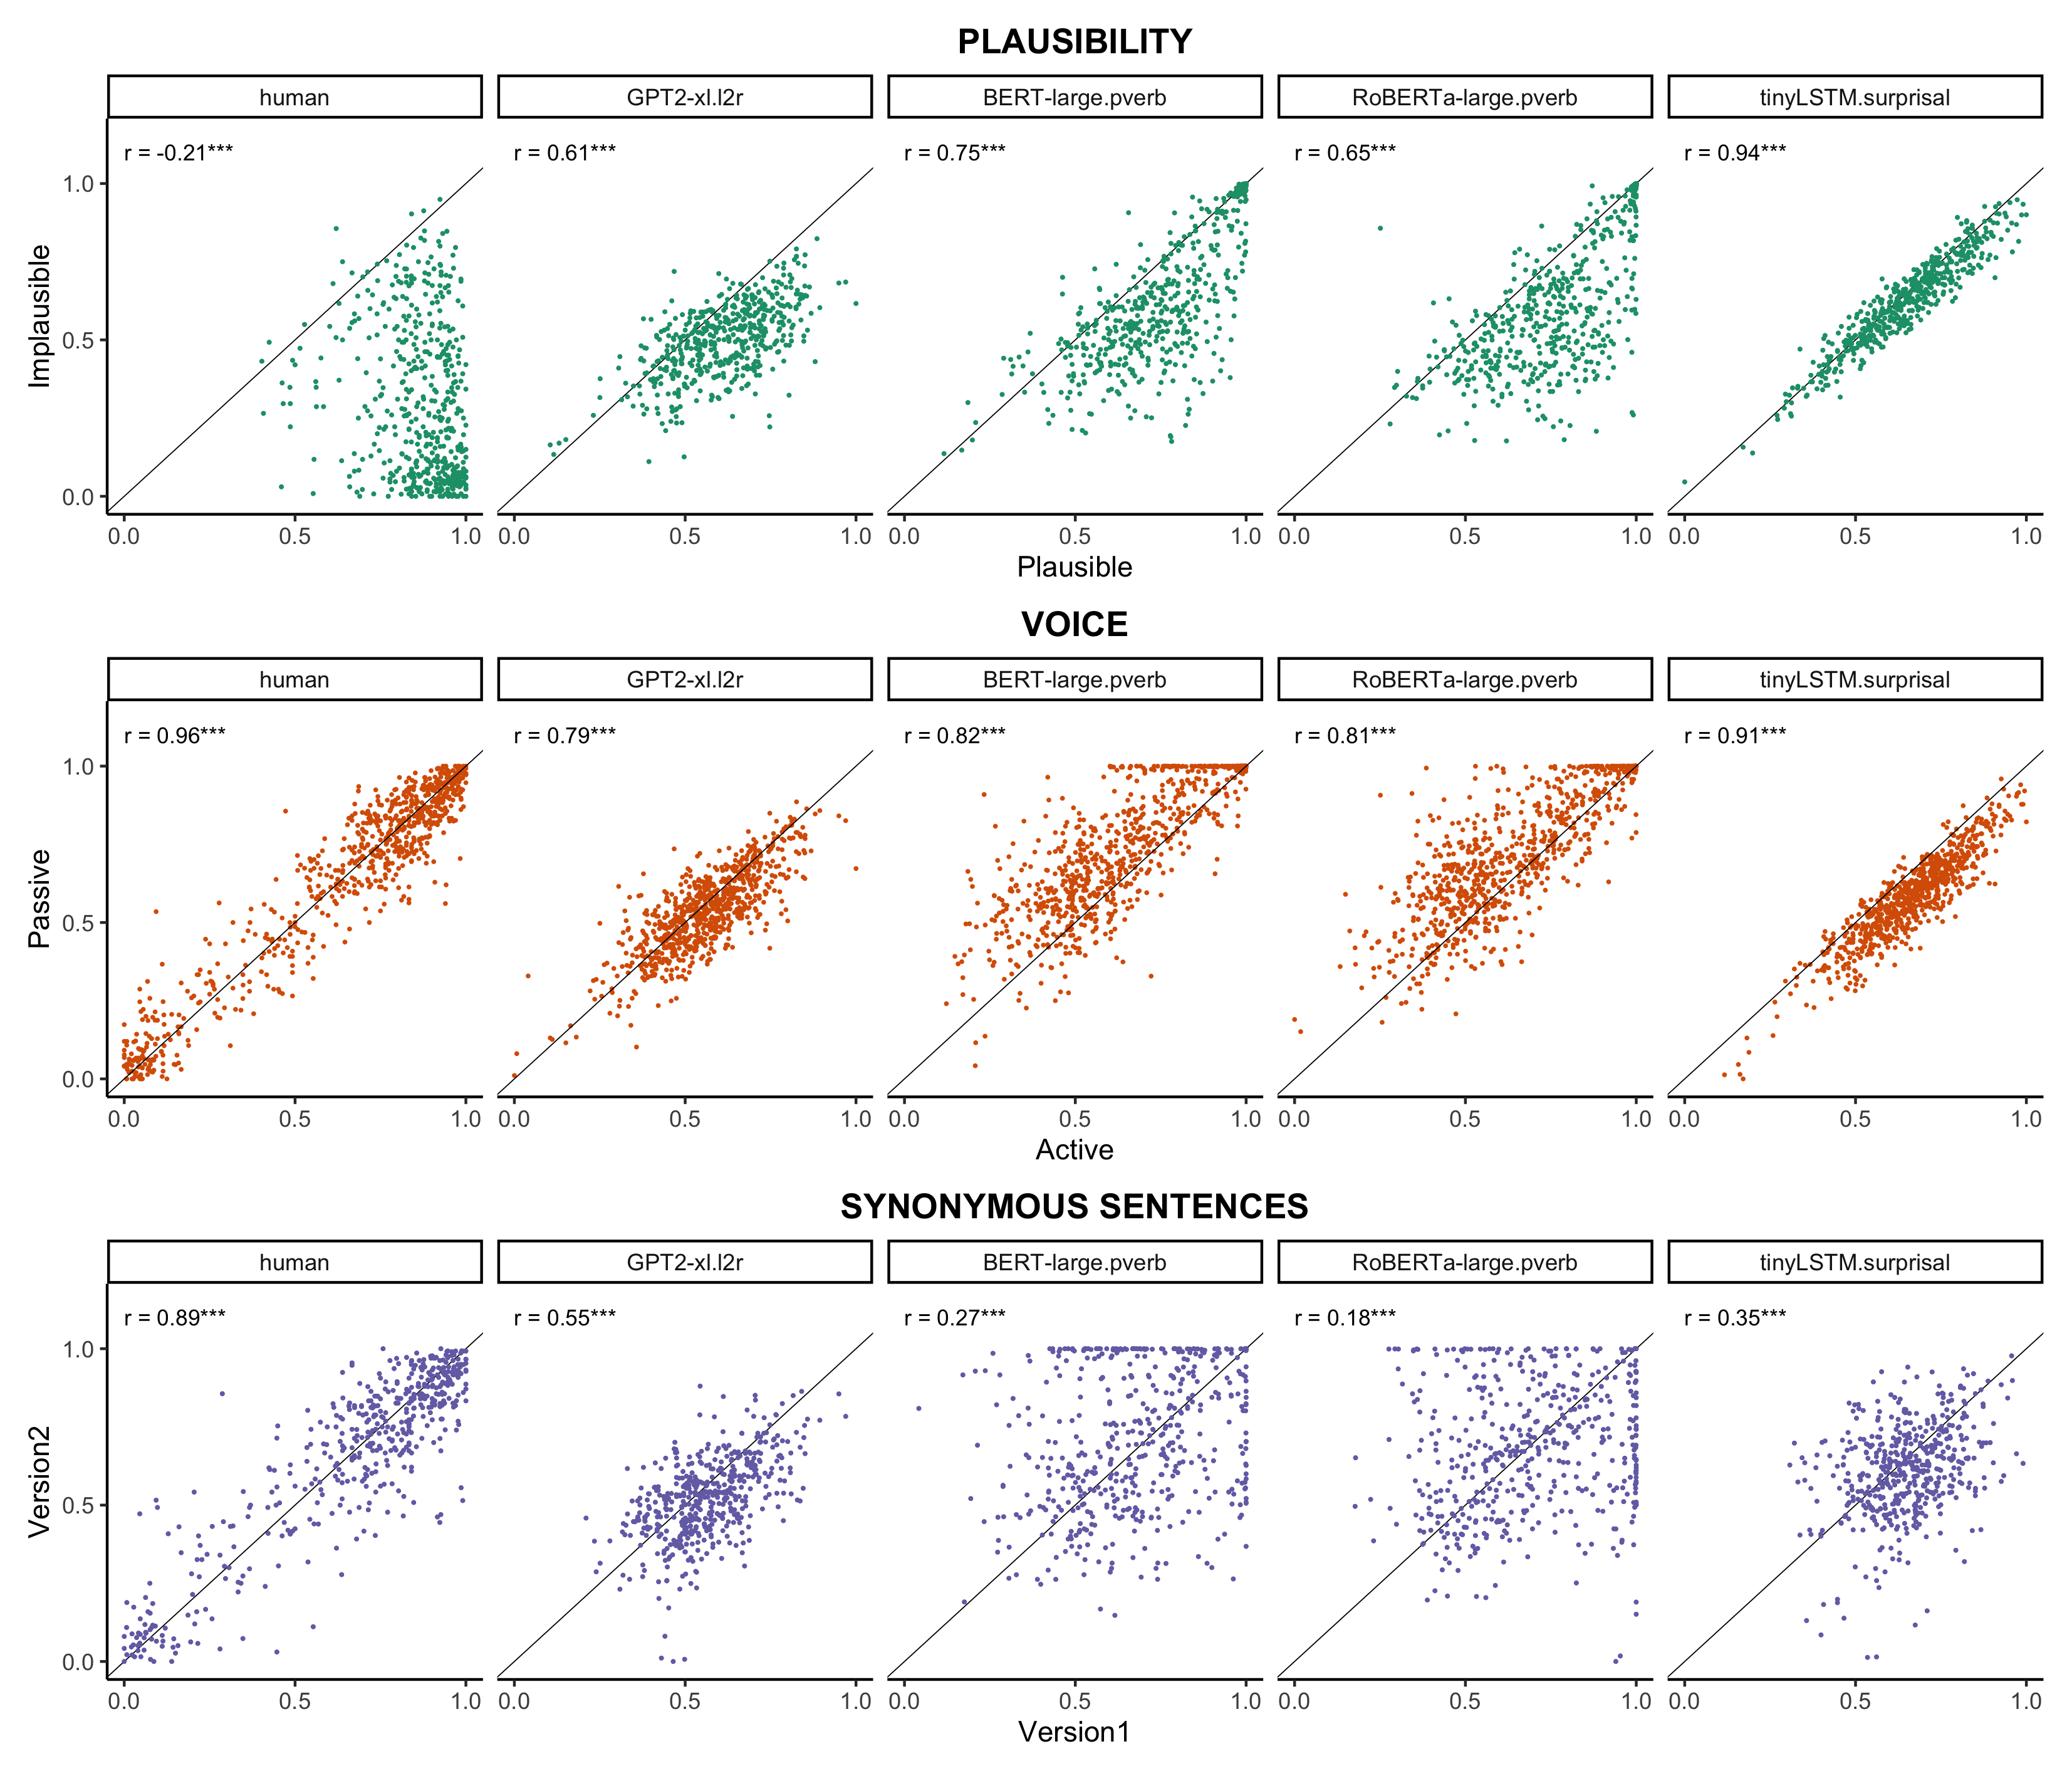 PLAUSIBILITY
human GPT2-xl.l2r BERT-large.pverb RoBERTa-large.pverb tinyLSTM.surprisal
r = -0.21*** r = 0.61*** r = 0.75*** r = 0.65*** r = 0.94***
1.0
0.5
0.0
Implausible
0.0 0.5 1.0 0.0 0.5 1.0 0.0 0.5 1.0 0.0 0.5 1.0 0.0 0.5 1.0
Plausible
VOICE
human GPT2-xl.l2r BERT-large.pverb RoBERTa-large.pverb tinyLSTM.surprisal
r = 0.96*** r = 0.79*** r = 0.82*** r = 0.81*** r = 0.91***
1.0
0.5
0.0
Passive
0.0 0.5 1.0 0.0 0.5 1.0 0.0 0.5 1.0 0.0 0.5 1.0 0.0 0.5 1.0
Active
SYNONYMOUS SENTENCES
human GPT2-xl.l2r BERT-large.pverb RoBERTa-large.pverb tinyLSTM.surprisal
r = 0.89*** r = 0.55*** r = 0.27*** r = 0.18*** r = 0.35***
1.0
0.5
0.0
Version2
0.0 0.5 1.0 0.0 0.5 1.0 0.0 0.5 1.0 0.0 0.5 1.0 0.0 0.5 1.0
Version1